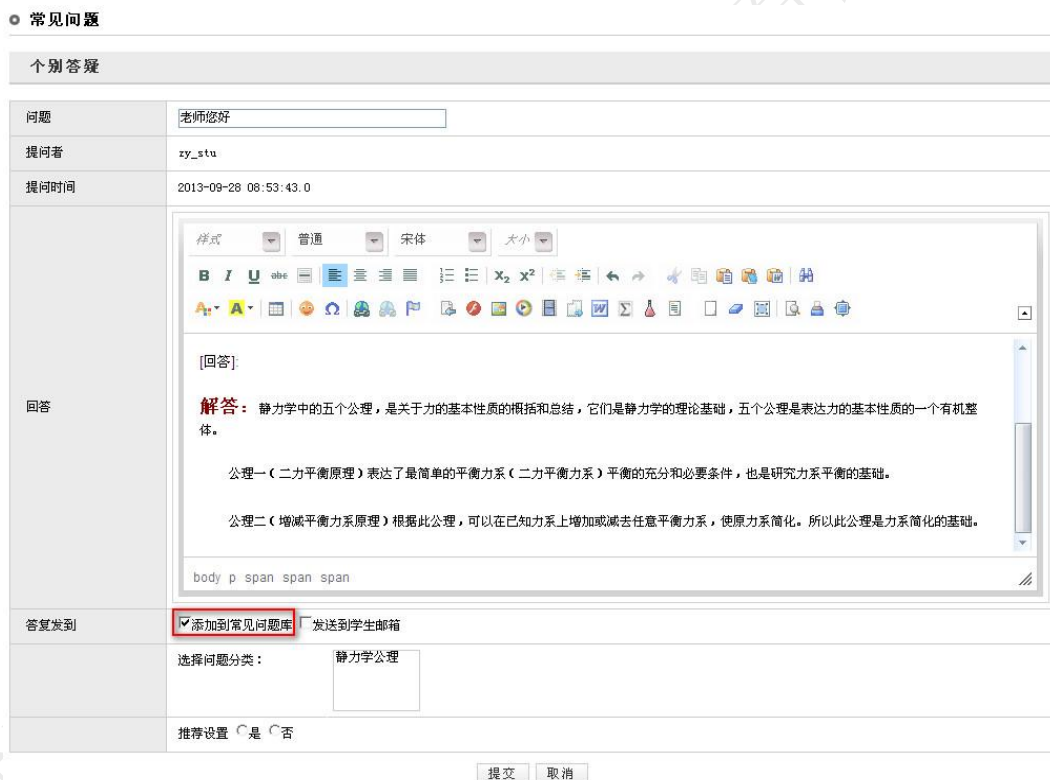 常见问题
个别答疑
问题 老师您好
提问者 zy_stu
提问时间 2013-09-28 08:53:43.0
样式 普通 宋体 大小
[回答]:
回答
解答：静力学中的五个公理，是关于力的基本性质的概括和总结，它们是静力学的理论基础，五个公理是表达力的基本性质的一个有机整
体。
公理一（二力平衡原理）表达了最简单的平衡力系（二力平衡力系）平衡的充分和必要条件，也是研究力系平衡的基础。
公理二（增减平衡力系原理）根据此公理，可以在已知力系上增加或减去任意平衡力系，使原力系简化。所以此公理是力系简化的基础。
body p span span span
答复发到 添加到常见问题库 发送到学生邮箱
选择问题分类： 静力学公理
推荐设置 是 否
提交 取消